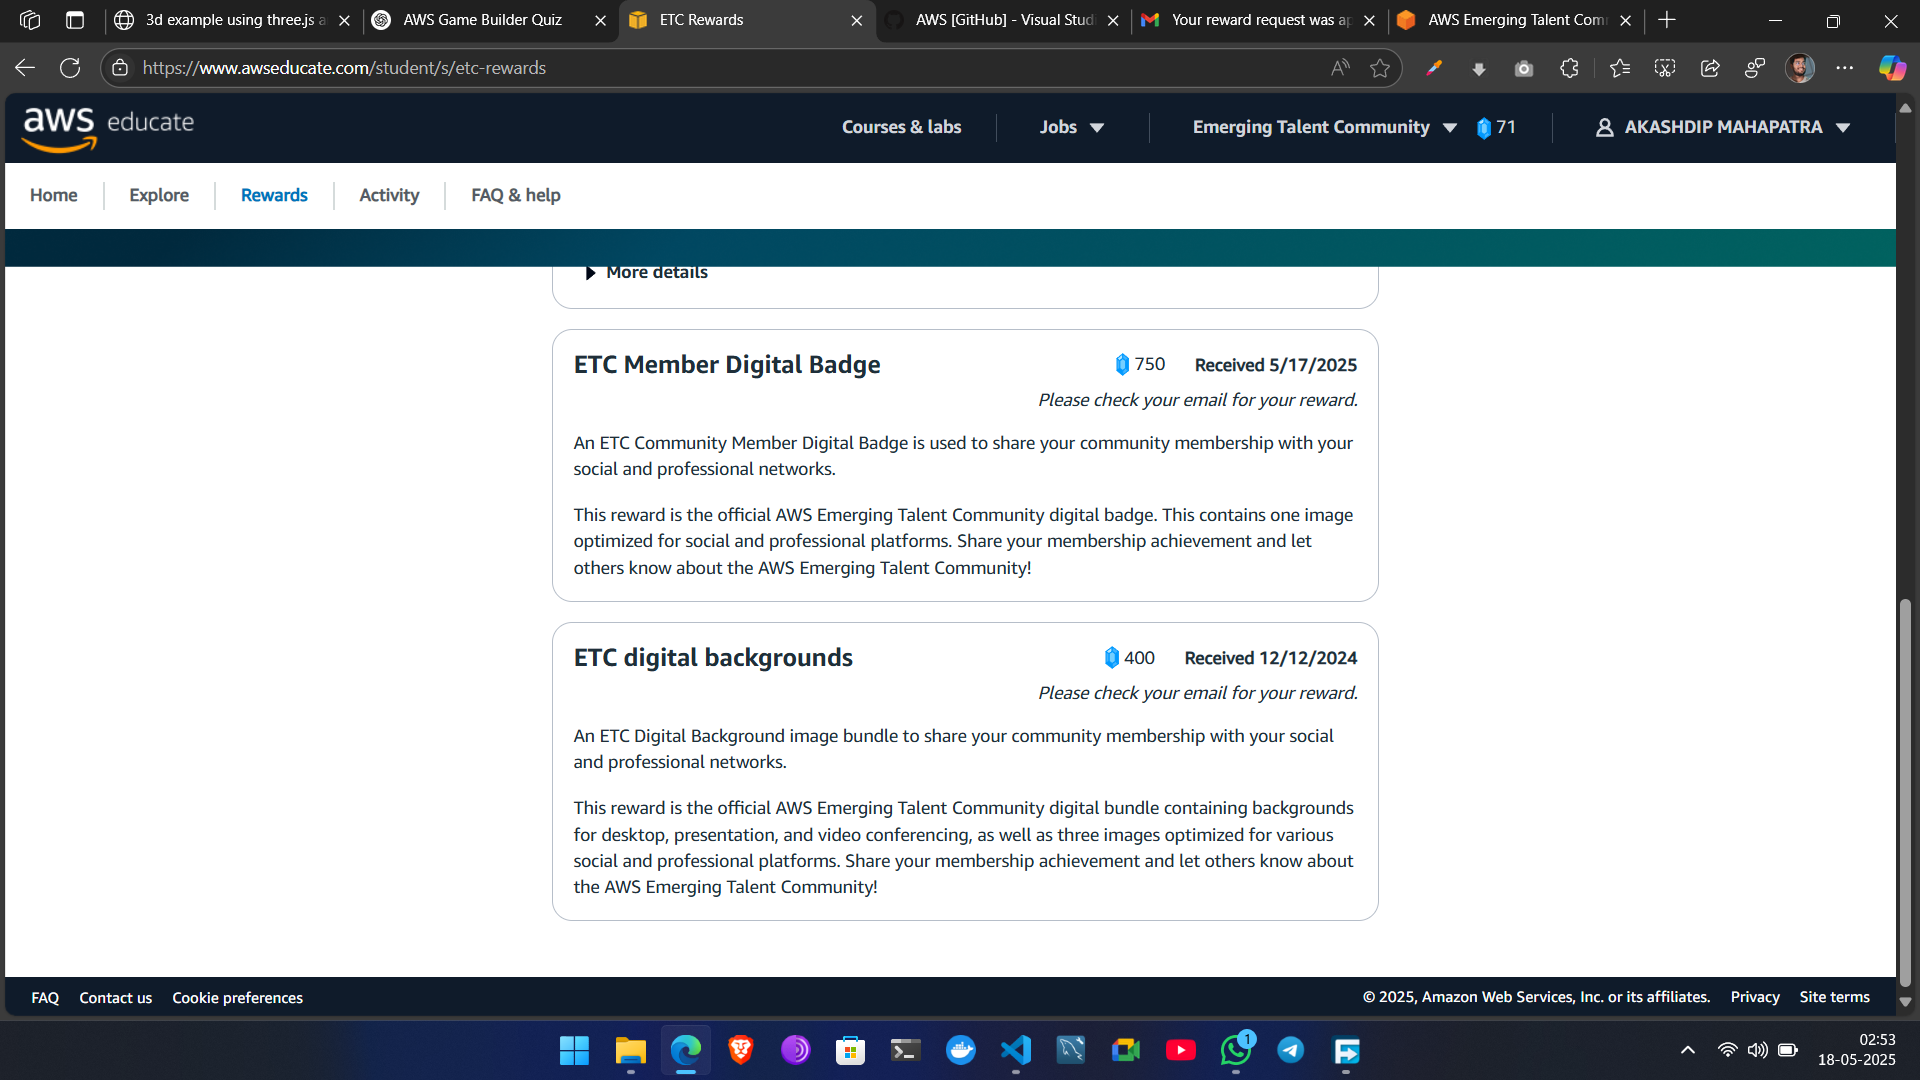 3d example using three.js a
AWS Game Builder Quiz
ETC Rewards
AWS [GitHub] - Visual Studi
Your reward request was ap
AWS Emerging Talent Com
https://www.awseducate.com/student/s/etc-rewards
aws educate
Courses & labs
Jobs
Emerging Talent Community
71
AKASHDIP MAHAPATRA
Home
Explore
Rewards
Activity
FAQ & help
More details
ETC Member Digital Badge
750
Received 5/17/2025
Please check your email for your reward.
An ETC Community Member Digital Badge is used to share your community membership with your
social and professional networks.
This reward is the official AWS Emerging Talent Community digital badge. This contains one image
optimized for social and professional platforms. Share your membership achievement and let
others know about the AWS Emerging Talent Community!
ETC digital backgrounds
400
Received 12/12/2024
Please check your email for your reward.
An ETC Digital Background image bundle to share your community membership with your social
and professional networks.
This reward is the official AWS Emerging Talent Community digital bundle containing backgrounds
for desktop, presentation, and video conferencing, as well as three images optimized for various
social and professional platforms. Share your membership achievement and let others know about
the AWS Emerging Talent Community!
FAQ
Contact us
Cookie preferences
© 2025, Amazon Web Services, Inc. or its affiliates.
Privacy
Site terms
1
02:53
18-05-2025